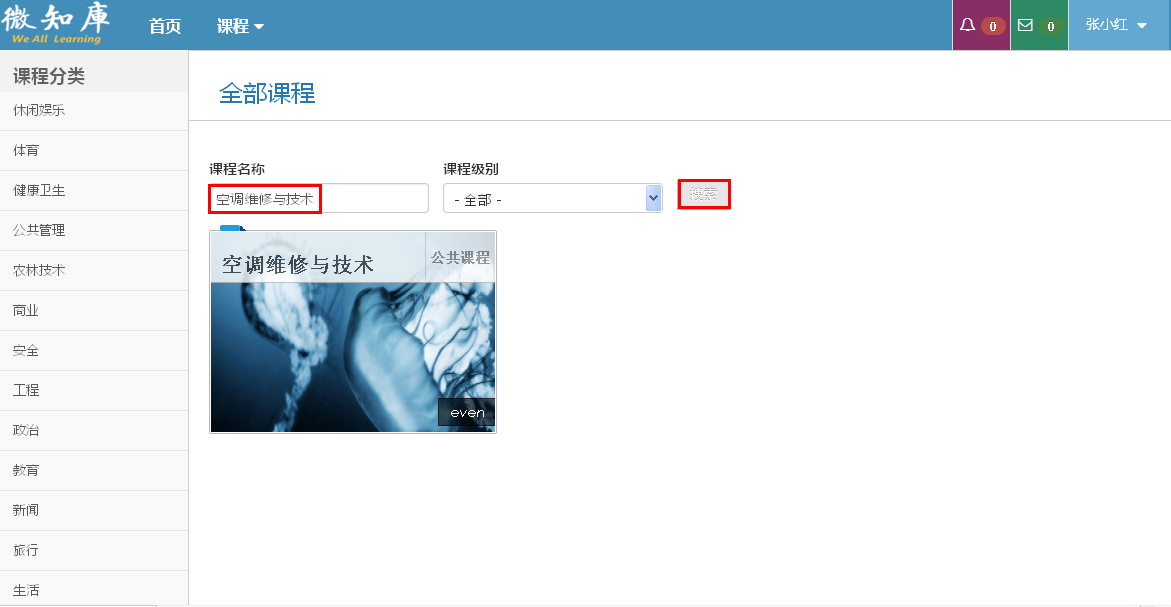 微知庫
We All Learning
首页
课程
0
0
张小红
课程分类
休闲娱乐
体育
健康卫生
公共管理
农林技术
商业
安全
工程
政治
教育
新闻
旅行
生活
全部课程
课程名称
课程级别
空调维修与技术
- 全部 -
搜索
空调维修与技术
公共课程
even